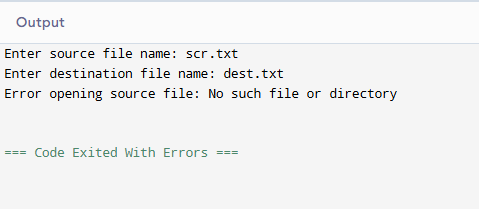 Output
Enter source file name: scr.txt
Enter destination file name: dest.txt
Error opening source file: No such file or directory
=== Code Exited With Errors ===